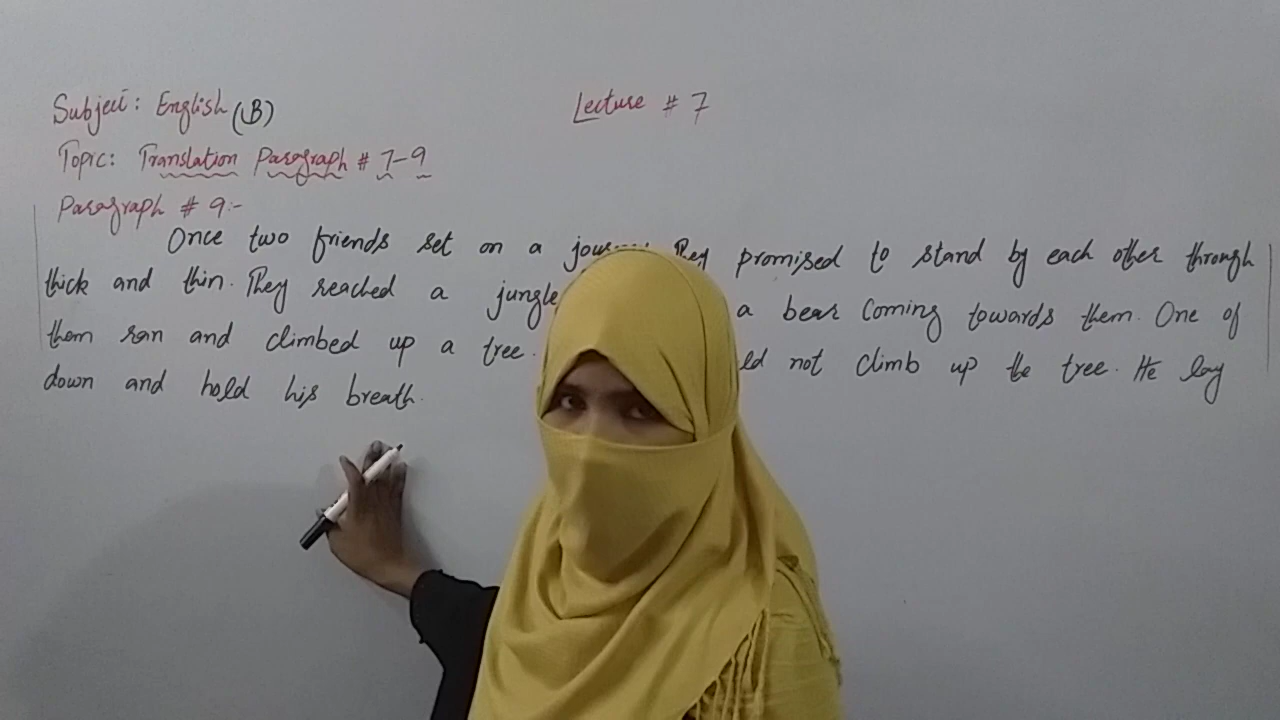 Subject: English (B)
Lecture # 7
Topic: Translation Paragraph # 7-9
Paragraph # 9:-
Once two friends set on a They promised to stand by each other through
thick and thin. They reached a jungle a bear coming towards them. One of
them ran and climbed up a tree. not climb up the tree. He lay
down and hold his breath.